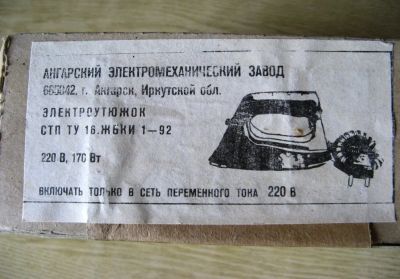 АНГАРСКИЙ ЭЛЕКТРОМЕХАНИЧЕСКИЙ ЗАВОД
665042, г. Ангарск, Иркутской обл.
ЭЛЕКТРОУТЮЖОК
СТП ТУ 16.ЖБКИ 1—92
220 В, 170 Вт
ВКЛЮЧАТЬ ТОЛЬКО В СЕТЬ ПЕРЕМЕННОГО ТОКА 220 В